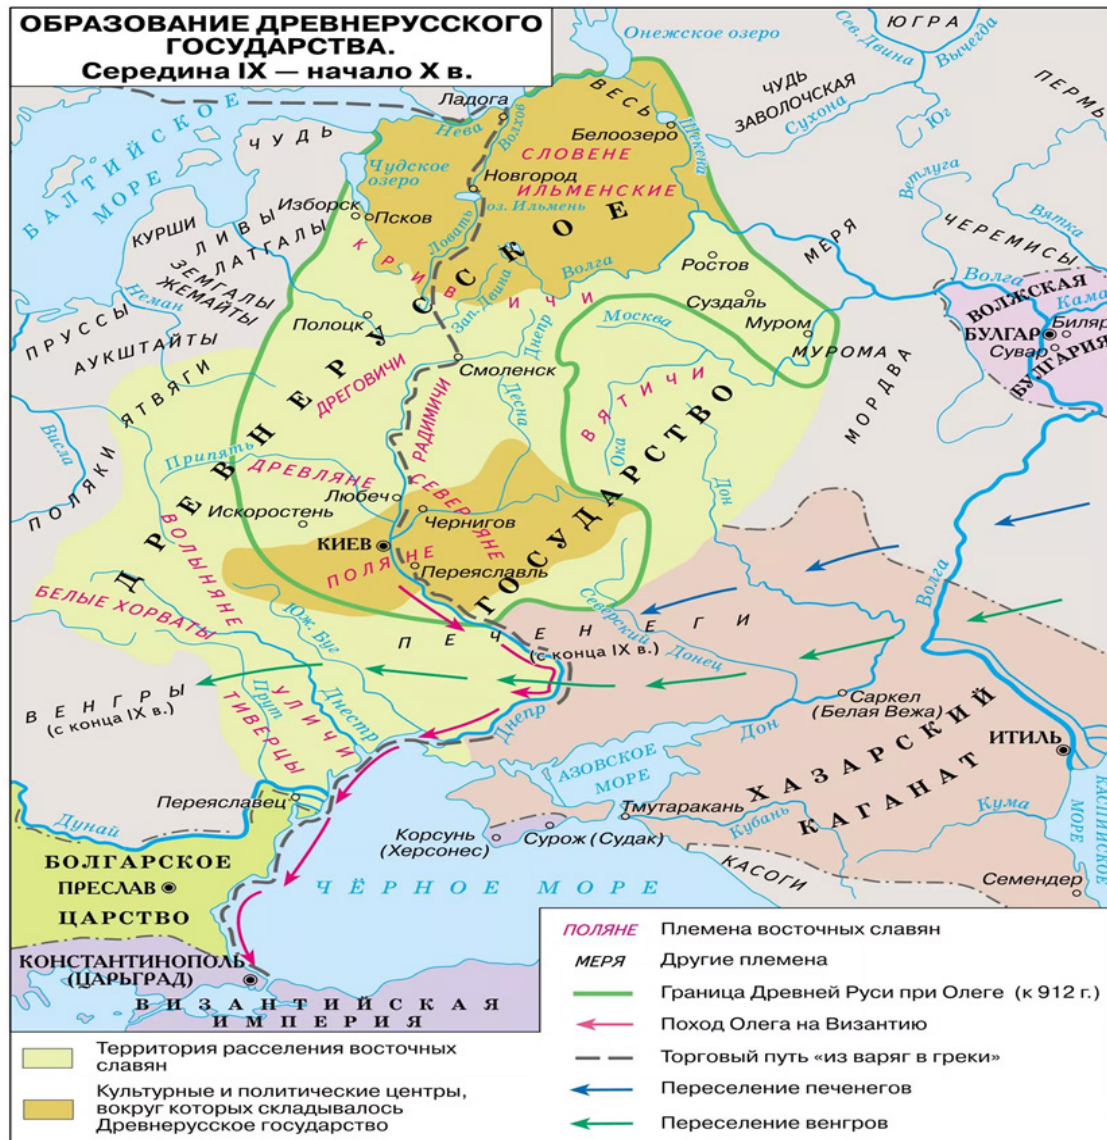 ОБРАЗОВАНИЕ ДРЕВНЕРУССКОГО
ГОСУДАРСТВА.
Середина IX — начало X в.
Онежское озеро
ЮГРА
Сев. Двина
Вычегда
ЧУДЬ
ЗАВОЛОЧСКАЯ
Сухона
Юг
ПЕРМЬ
БАЛТИЙСКОЕ
МОРЕ
ЧУДЬ
Ладога
Нева
Волхов
ВЕСЬ
Белоозеро
Шексна
СЛОВЕНЕ
ИЛЬМЕНСКИЕ
Чудское
озеро
Новгород
оз. Ильмень
Изборск
Псков
Ловать
Ветлуга
Вятка
ЧЕРЕМИСЫ
КУРШИ
ЛИВЫ
ЛАТГАЛЫ
ЗЕМГАЛЫ
ЖЕМАЙТЫ
Неман
ПРУССЫ
АУКШТАЙТЫ
ЯТВЯГИ
ПОЛЯКИ
Висла
КРИВИЧИ
Зап. Двина
Волга
Ростов
МЕРЯ
Суздаль
Муром
МУРОМА
Москва
Волга
ВОЛЖСКАЯ
Кама
БУЛГАР
Биляр
Сувар
БУЛГАРИЯ
Полоцк
Днепр
Смоленск
ДРЕГОВИЧИ
РАДИМИЧИ
Десна
ВЯТИЧИ
Ока
МОРДВА
ДРЕВНЕРУССКОЕ
ГОСУДАРСТВО
Припять
ДРЕВЛЯНЕ
Любеч
СЕВЕРЯНЕ
Дон
Искоростень
Чернигов
КИЕВ
ПОЛЯНЕ
Переяславль
ВОЛЫНЯНЕ
БЕЛЫЕ ХОРВАТЫ
Юж. Буг
ПЕЧЕНЕГИ
(с конца IX в.)
Северский
Донец
Волга
ВЕНГРЫ
(с конца IX в.)
Прут
УЛИЧИ
ТИВЕРЦЫ
Днестр
Днепр
Саркел
(Белая Вежа)
Дон
ХАЗАРСКИЙ
КАГАНАТ
ИТИЛЬ
АЗОВСКОЕ
МОРЕ
Переяславец
Дунай
Тмутаракань
Кубань
Кума
КАСПИЙСКОЕ
МОРЕ
Корсунь
(Херсонес)
Сурож (Судак)
БОЛГАРСКОЕ
ПРЕСЛАВ
ЦАРСТВО
ЧЁРНОЕ МОРЕ
КАСОГИ
Семендер
КОНСТАНТИНОПОЛЬ
(ЦАРЬГРАД)
ВИЗАНТИЙСКАЯ
ИМПЕРИЯ
Территория расселения восточных
славян
Культурные и политические центры,
вокруг которых складывалось
Древнерусское государство
ПОЛЯНЕ Племена восточных славян
МЕРЯ Другие племена
Граница Древней Руси при Олеге (к 912 г.)
Поход Олега на Византию
Торговый путь «из варяг в греки»
Переселение печенегов
Переселение венгров